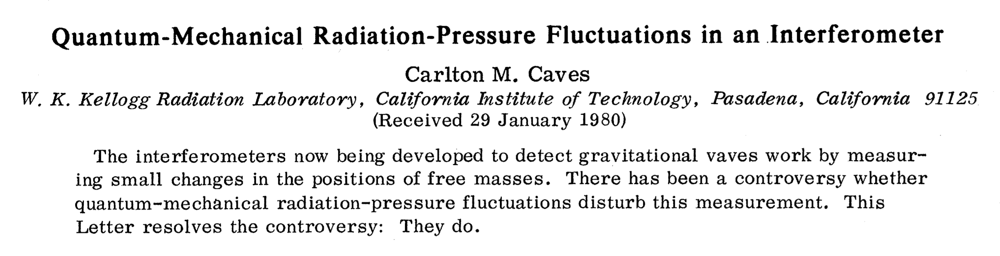 Quantum-Mechanical Radiation-Pressure Fluctuations in an Interferometer
Carlton M. Caves
W. K. Kellogg Radiation Laboratory, California Institute of Technology, Pasadena, California 91125
(Received 29 January 1980)
The interferometers now being developed to detect gravitational vaves work by measur-
ing small changes in the positions of free masses. There has been a controversy whether
quantum-mechanical radiation-pressure fluctuations disturb this measurement. This
Letter resolves the controversy: They do.